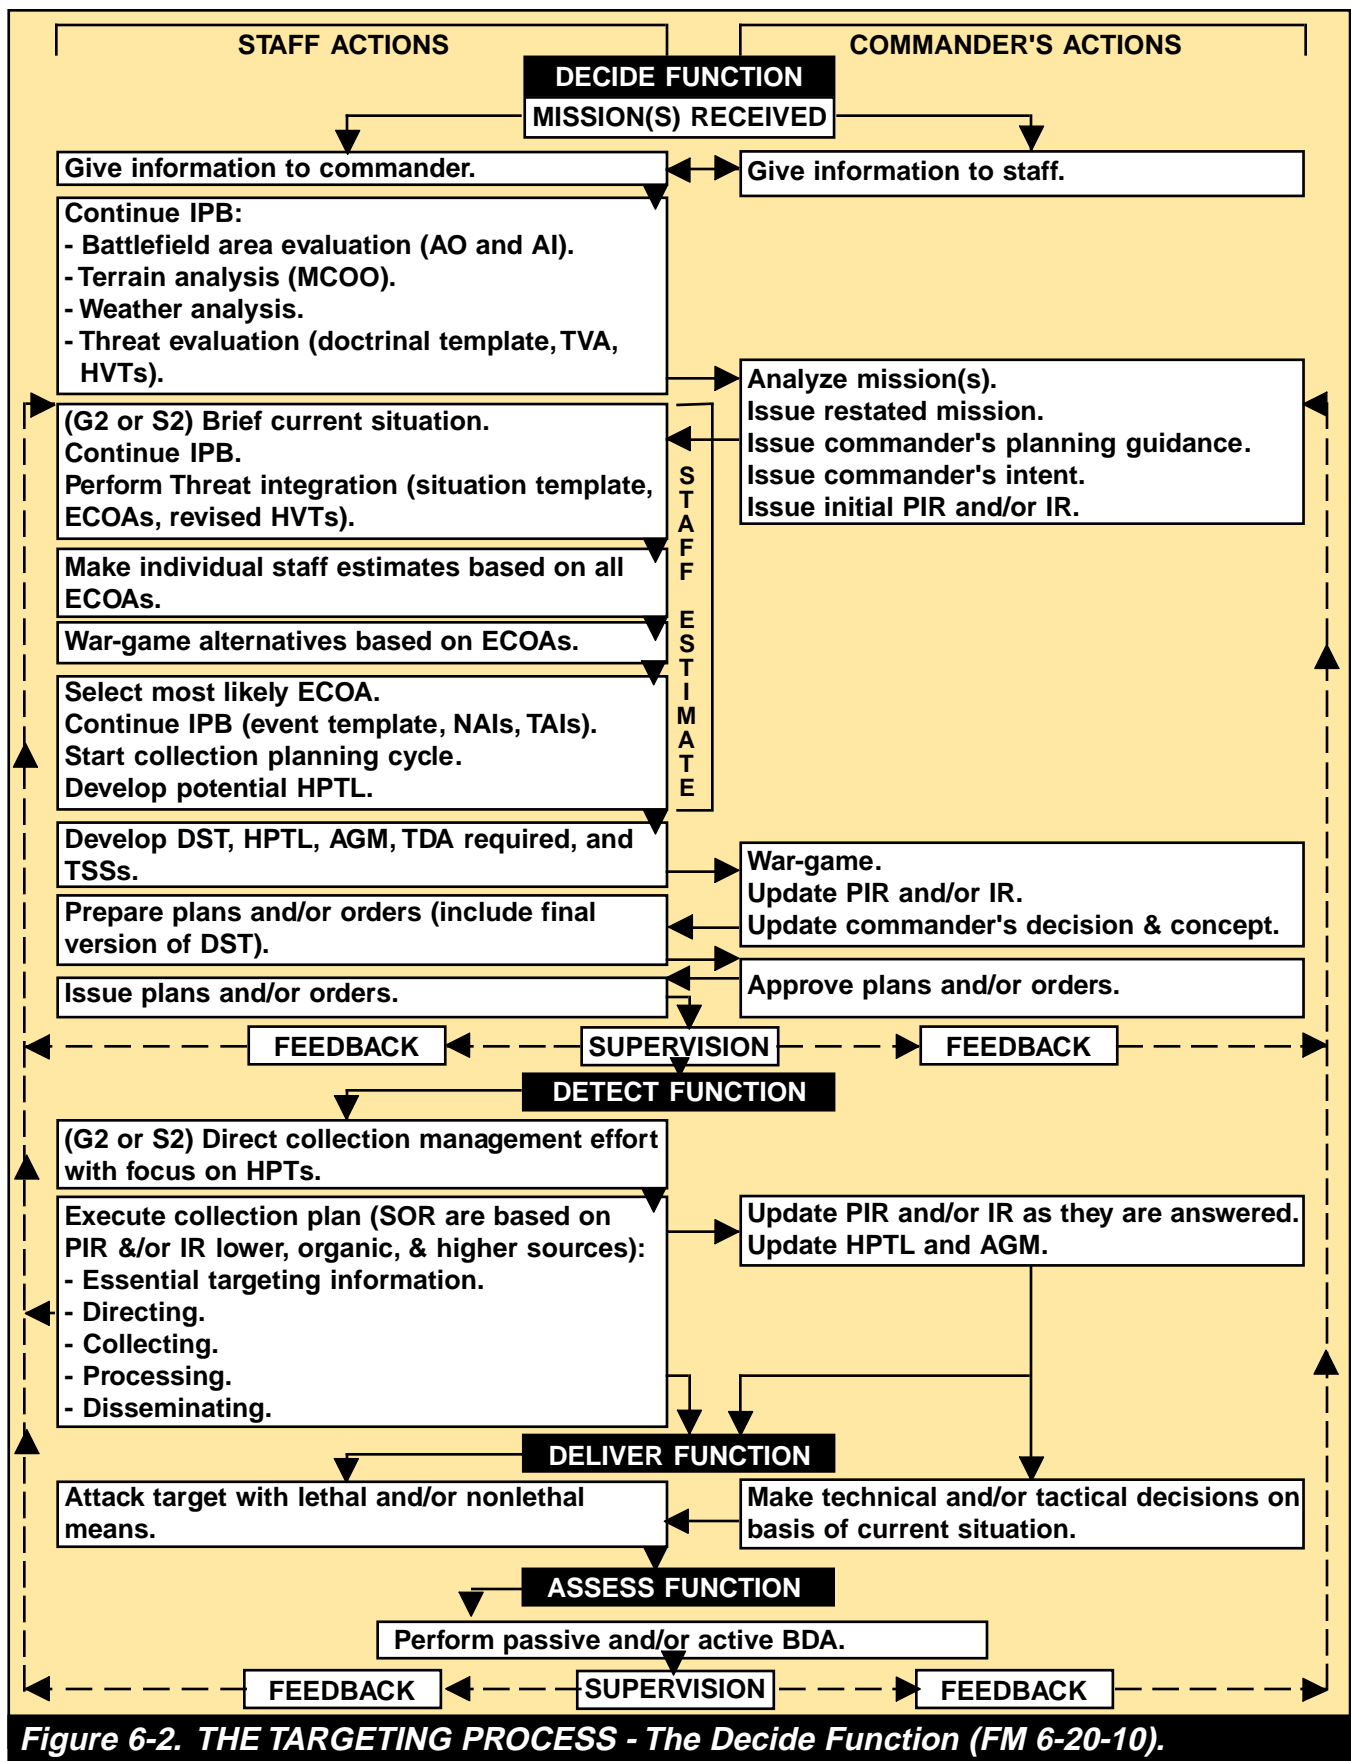 STAFF ACTIONS
COMMANDER'S ACTIONS
DECIDE FUNCTION
MISSION(S) RECEIVED
Give information to commander.
Give information to staff.
Continue IPB:
- Battlefield area evaluation (AO and AI).
- Terrain analysis (MCOO).
- Weather analysis.
- Threat evaluation (doctrinal template, TVA,
HVTs).
Analyze mission(s).
Issue restated mission.
Issue commander's planning guidance.
Issue commander's intent.
Issue initial PIR and/or IR.
(G2 or S2) Brief current situation.
Continue IPB.
Perform Threat integration (situation template,
ECOAs, revised HVTs).
STAFF ESTIMATE
Make individual staff estimates based on all
ECOAs.
War-game alternatives based on ECOAs.
Select most likely ECOA.
Continue IPB (event template, NAIs, TAIs).
Start collection planning cycle.
Develop potential HPTL.
Develop DST, HPTL, AGM, TDA required, and
TSSs.
War-game.
Update PIR and/or IR.
Update commander's decision & concept.
Prepare plans and/or orders (include final
version of DST).
Approve plans and/or orders.
Issue plans and/or orders.
FEEDBACK
SUPERVISION
FEEDBACK
DETECT FUNCTION
(G2 or S2) Direct collection management effort
with focus on HPTs.
Execute collection plan (SOR are based on
PIR &/or IR lower, organic, & higher sources):
- Essential targeting information.
- Directing.
- Collecting.
- Processing.
- Disseminating.
Update PIR and/or IR as they are answered.
Update HPTL and AGM.
DELIVER FUNCTION
Attack target with lethal and/or nonlethal
means.
Make technical and/or tactical decisions on
basis of current situation.
ASSESS FUNCTION
Perform passive and/or active BDA.
FEEDBACK
SUPERVISION
FEEDBACK
Figure 6-2. THE TARGETING PROCESS - The Decide Function (FM 6-20-10).